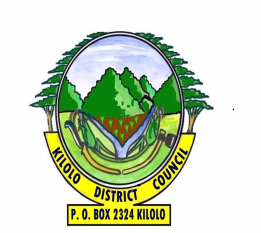 KILOLO DISTRICT COUNCIL
P. O. BOX 2324 KILOLO